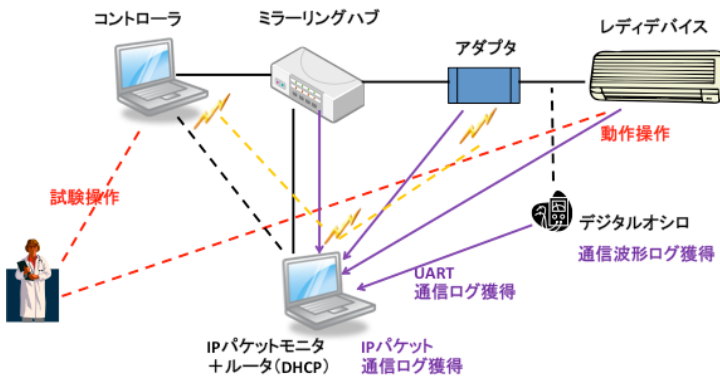 コントローラ
ミラーリングハブ
アダプタ
レディデバイス
動作操作
試験操作
デジタルオシロ
通信波形ログ獲得
UART
通信ログ獲得
IPパケットモニタ
+ルータ(DHCP)
IPパケット
通信ログ獲得